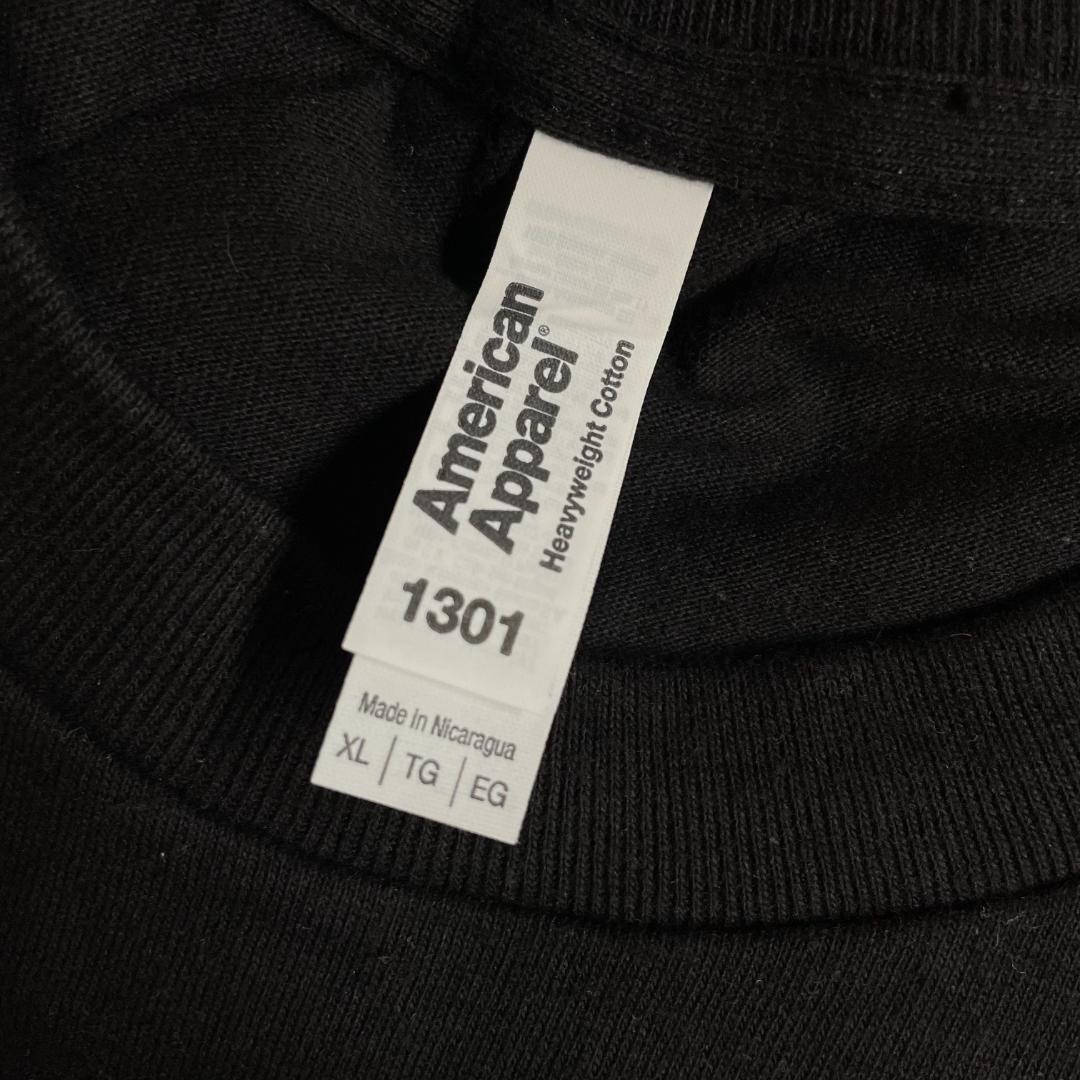 American
Apparel®
Heavyweight Cotton
1301
Made in Nicaragua
XL | TG | EG